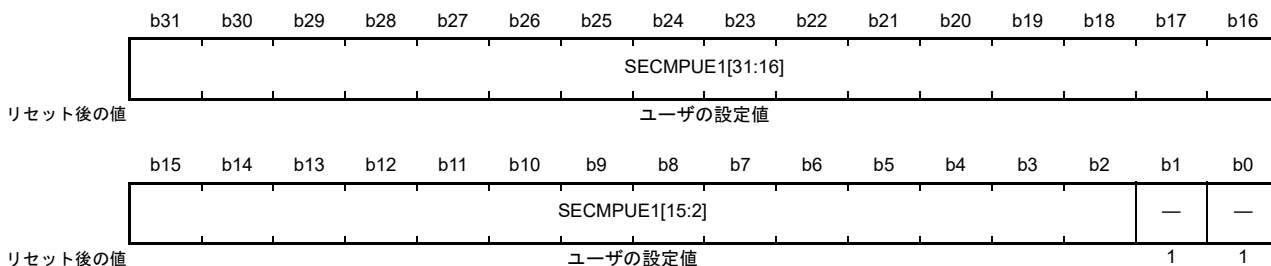 b31 b30 b29 b28 b27 b26 b25 b24 b23 b22 b21 b20 b19 b18 b17 b16
SECMPUE1[31:16]
リセット後の値 ユーザの設定値
b15 b14 b13 b12 b11 b10 b9 b8 b7 b6 b5 b4 b3 b2 b1 b0
SECMPUE1[15:2] — —
リセット後の値 ユーザの設定値 1 1